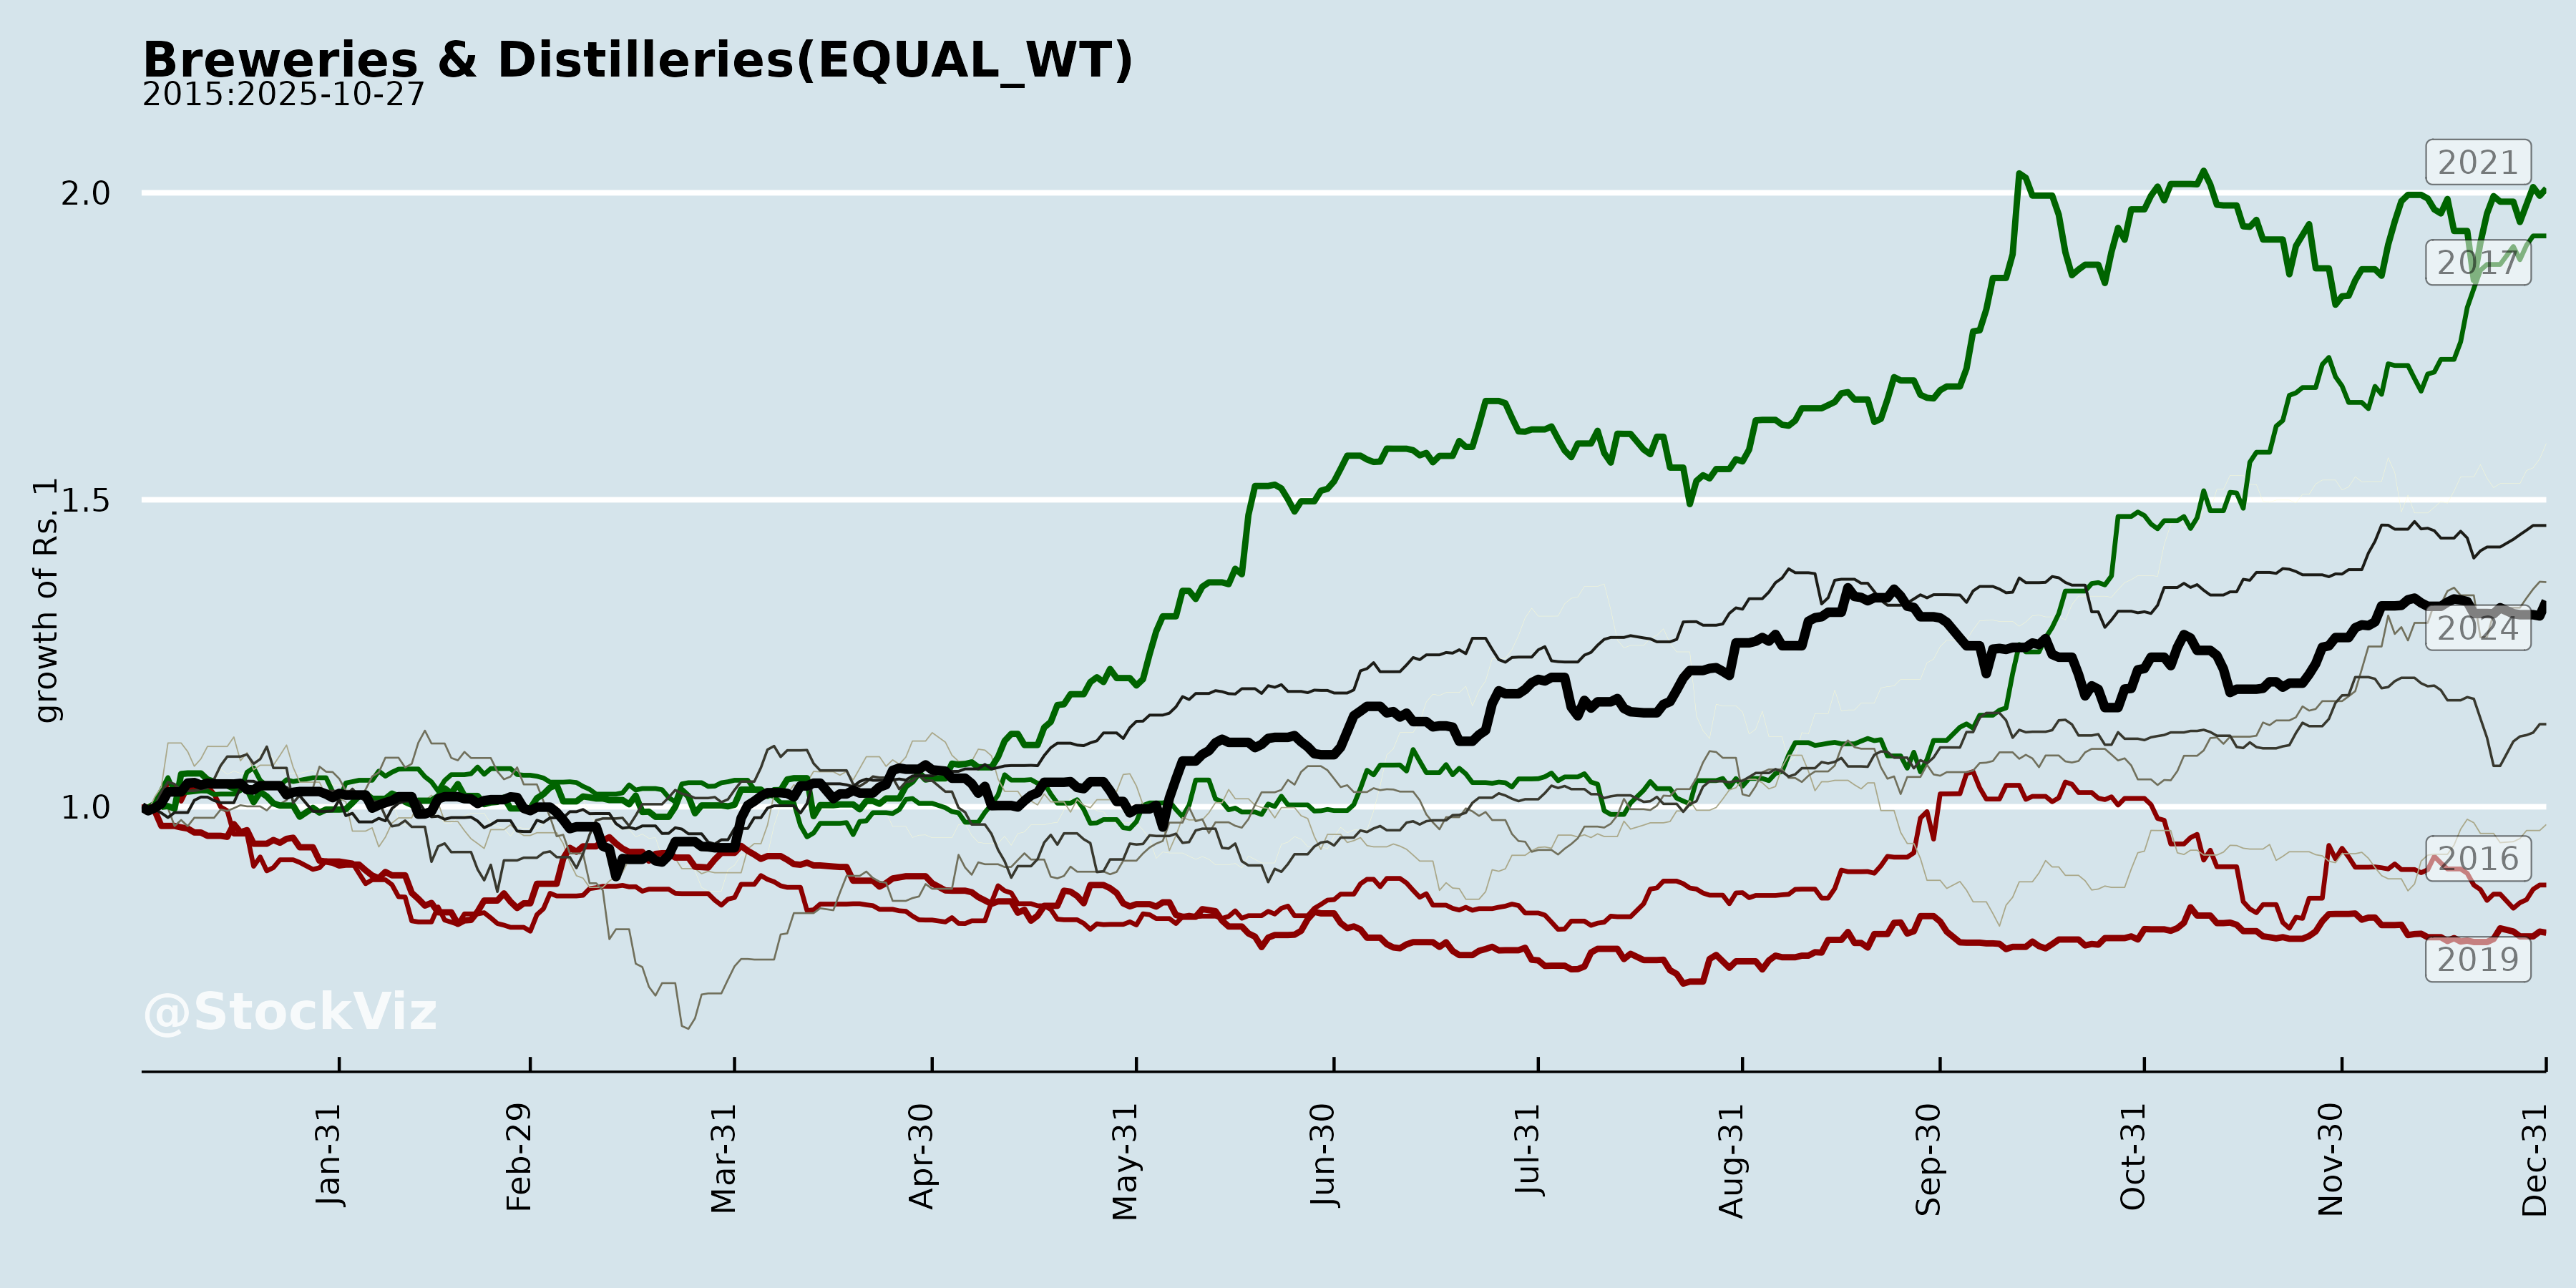 Breweries & Distilleries(EQUAL_WT)
2015:2025-10-27
growth of Rs. 1
2.0
1.5
1.0
2021
2017
2024
2016
2019
@StockViz
Jan-31
Feb-29
Mar-31
Apr-30
May-31
Jun-30
Jul-31
Aug-31
Sep-30
Oct-31
Nov-30
Dec-31